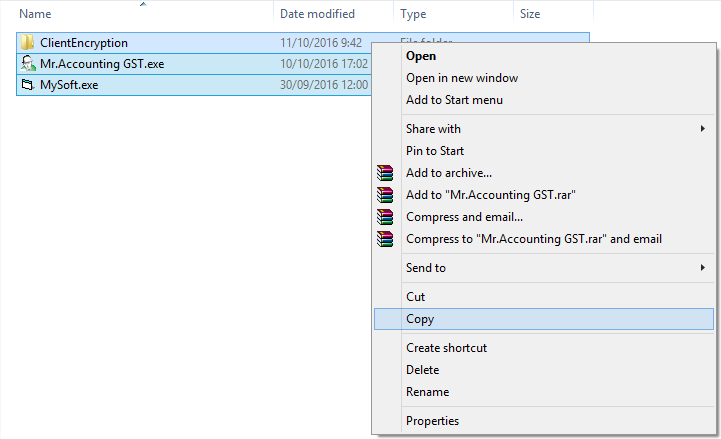 Name Date modified Type Size
ClientEncryption 11/10/2016 9:42 File folder
Mr.Accounting GST.exe 10/10/2016 17:02
MySoft.exe 30/09/2016 12:00
Open
Open in new window
Add to Start menu
Share with
Pin to Start
Add to archive...
Add to "Mr.Accounting GST.rar"
Compress and email...
Compress to "Mr.Accounting GST.rar" and email
Send to
Cut
Copy
Create shortcut
Delete
Rename
Properties